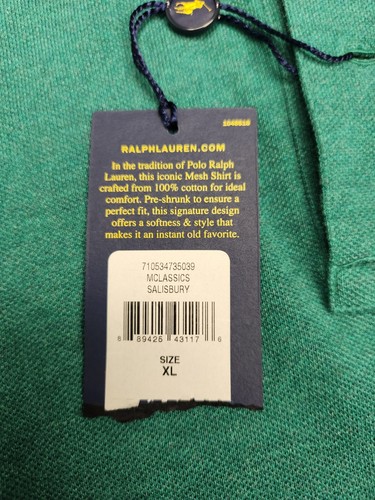 RALPHLAUREN.COM
In the tradition of Polo Ralph
Lauren, this iconic Mesh Shirt is
crafted from 100% cotton for ideal
comfort. Pre-shrunk to ensure a
perfect fit, this signature design
offers a softness & style that
makes it an instant old favorite.
710534735039
MCLASSICS
SALISBURY
8 89425 43117 6
SIZE
XL